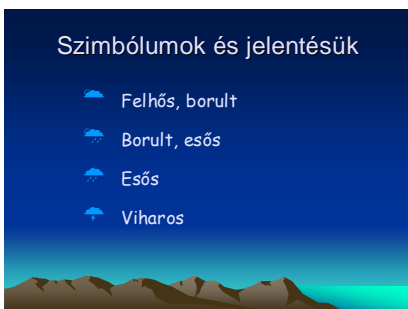 Szimbólumok és jelentésük
Felhős, borult
Borult, esős
Esős
Viharos